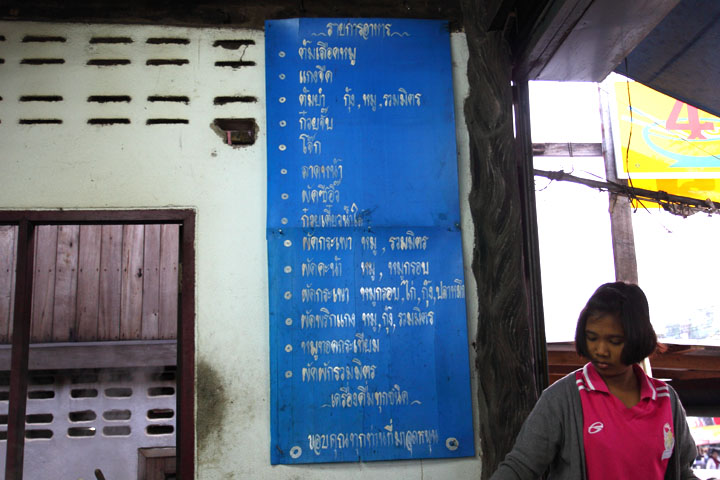 รายการอาหาร
ต้มเลือดหมู
แกงจืด
ต้มยำ กุ้ง, หมู, รวมมิตร
ก๋วยจั๊บ
โจ๊ก
ลาดหน้า
ผัดซีอิ๊ว
ก๋วยเตี๋ยวน้ำใส
ผัดกระเพา หมู, รวมมิตร
ผัดคะน้า หมู, หมูกรอบ
ผัดกระเพา หมูกรอบ, ไก่, กุ้ง, ปลาหมึก
ผัดพริกแกง หมู, กุ้ง, รวมมิตร
หมูทอดกระเทียม
ผัดผักรวมมิตร
เครื่องดื่มทุกชนิด
ขอบคุณทุกท่านที่มาอุดหนุน
4